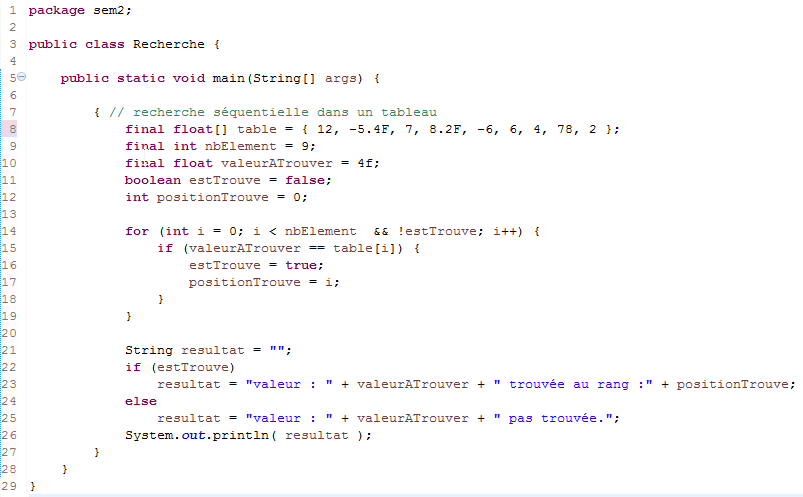 1 package sem2;
2
3 public class Recherche {
4
5 public static void main(String[] args) {
6
7 { // recherche séquentielle dans un tableau
8 final float[] table = { 12, -5.4F, 7, 8.2F, -6, 6, 4, 78, 2 };
9 final int nbElement = 9;
10 final float valeurATrouver = 4f;
11 boolean estTrouve = false;
12 int positionTrouve = 0;
13
14 for (int i = 0; i < nbElement  && !estTrouve; i++) {
15 if (valeurATrouver == table[i]) {
16 estTrouve = true;
17 positionTrouve = i;
18 }
19 }
20
21 String resultat = "";
22 if (estTrouve)
23 resultat = "valeur : " + valeurATrouver + " trouvée au rang :" + positionTrouve;
24 else
25 resultat = "valeur : " + valeurATrouver + " pas trouvée.";
26 System.out.println( resultat );
27 }
28 }
29 }